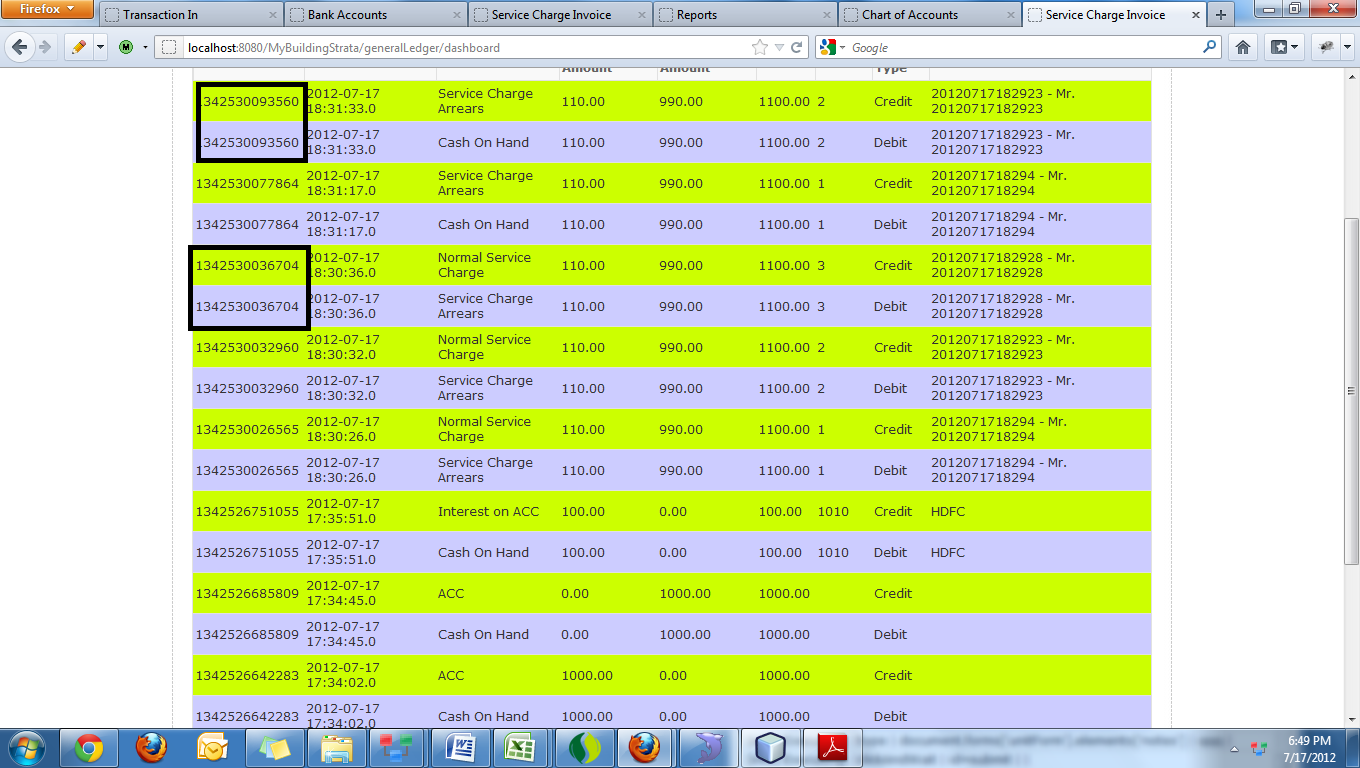 Firefox
Transaction In
Bank Accounts
Service Charge Invoice
Reports
Chart of Accounts
Service Charge Invoice
localhost:8080/MyBuildingStrata/generalLedger/dashboard
Google
Amount Amount Type
1342530093560 2012-07-17 18:31:33.0 Service Charge Arrears 110.00 990.00 1100.00 2 Credit 20120717182923 - Mr. 20120717182923
1342530093560 2012-07-17 18:31:33.0 Cash On Hand 110.00 990.00 1100.00 2 Debit 20120717182923 - Mr. 20120717182923
1342530077864 2012-07-17 18:31:17.0 Service Charge Arrears 110.00 990.00 1100.00 1 Credit 2012071718294 - Mr. 2012071718294
1342530077864 2012-07-17 18:31:17.0 Cash On Hand 110.00 990.00 1100.00 1 Debit 2012071718294 - Mr. 2012071718294
1342530036704 2012-07-17 18:30:36.0 Normal Service Charge 110.00 990.00 1100.00 3 Credit 20120717182928 - Mr. 20120717182928
1342530036704 2012-07-17 18:30:36.0 Service Charge Arrears 110.00 990.00 1100.00 3 Debit 20120717182928 - Mr. 20120717182928
1342530032960 2012-07-17 18:30:32.0 Normal Service Charge 110.00 990.00 1100.00 2 Credit 20120717182923 - Mr. 20120717182923
1342530032960 2012-07-17 18:30:32.0 Service Charge Arrears 110.00 990.00 1100.00 2 Debit 20120717182923 - Mr. 20120717182923
1342530026565 2012-07-17 18:30:26.0 Normal Service Charge 110.00 990.00 1100.00 1 Credit 2012071718294 - Mr. 2012071718294
1342530026565 2012-07-17 18:30:26.0 Service Charge Arrears 110.00 990.00 1100.00 1 Debit 2012071718294 - Mr. 2012071718294
1342526751055 2012-07-17 17:35:51.0 Interest on ACC 100.00 0.00 100.00 1010 Credit HDFC
1342526751055 2012-07-17 17:35:51.0 Cash On Hand 100.00 0.00 100.00 1010 Debit HDFC
1342526685809 2012-07-17 17:34:45.0 ACC 0.00 1000.00 1000.00 Credit
1342526685809 2012-07-17 17:34:45.0 Cash On Hand 0.00 1000.00 1000.00 Debit
1342526642283 2012-07-17 17:34:02.0 ACC 1000.00 0.00 1000.00 Credit
1342526642283 2012-07-17 17:34:02.0 Cash On Hand 1000.00 0.00 1000.00 Debit
6:49 PM
7/17/2012